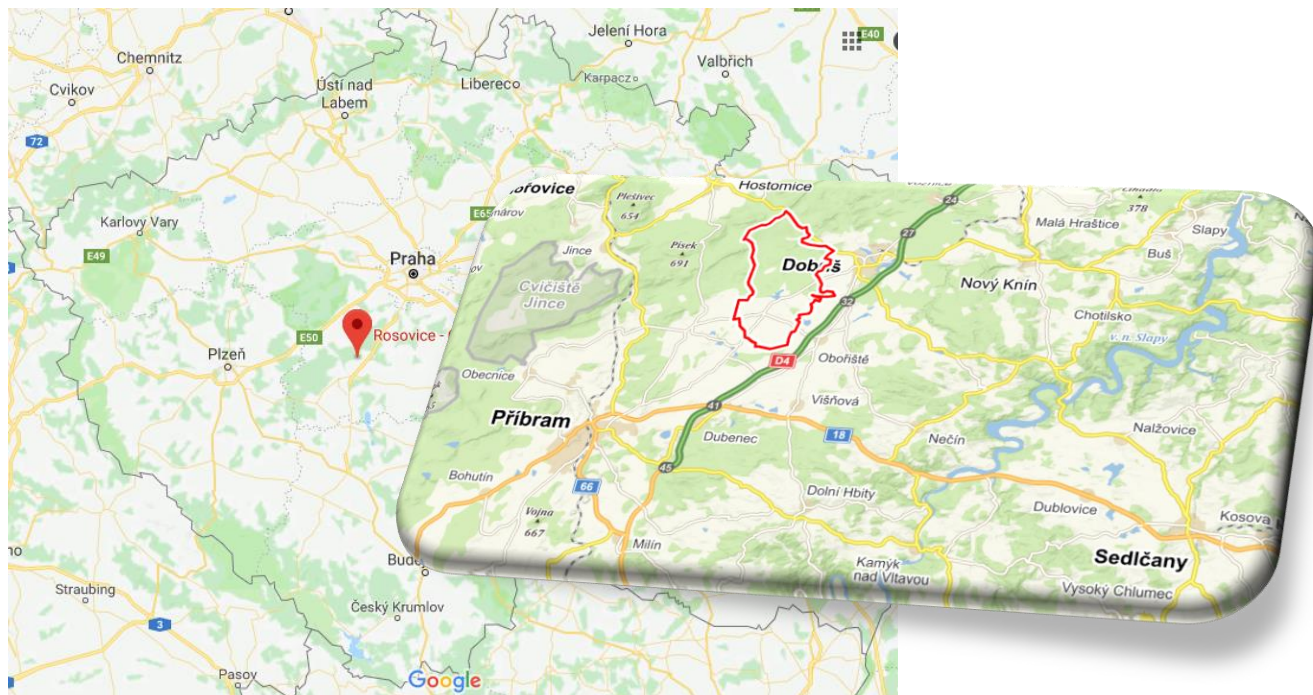 Jelení Hora
E40
Chemnitz
Valbřich
Cvikov
Ústí nad
Labem
Liberec
Karpacz
72
Karlovy Vary
E49
E65
Praha
E50
Rosovice -
Plzeň
Straubing
3
Český Krumlov
Pasov
Google
Plešivec
654
Hostomice
24
378
Slapy
Malá Hraštice
27
Buš
Jince
Písek
691
Dobříš
Cvičiště
Jince
Nový Knín
32
Chotilsko
v. n. Slapy
D4
Obořiště
Obecnice
Višňová
Příbram
41
18
Nečín
Nalžovice
Dubenec
45
Bohutín
66
Dolní Hbity
Dublovice
Kosova
Vojna
667
Milín
Kamýk
nad Vltavou
Sedlčany
Vysoký Chlumec